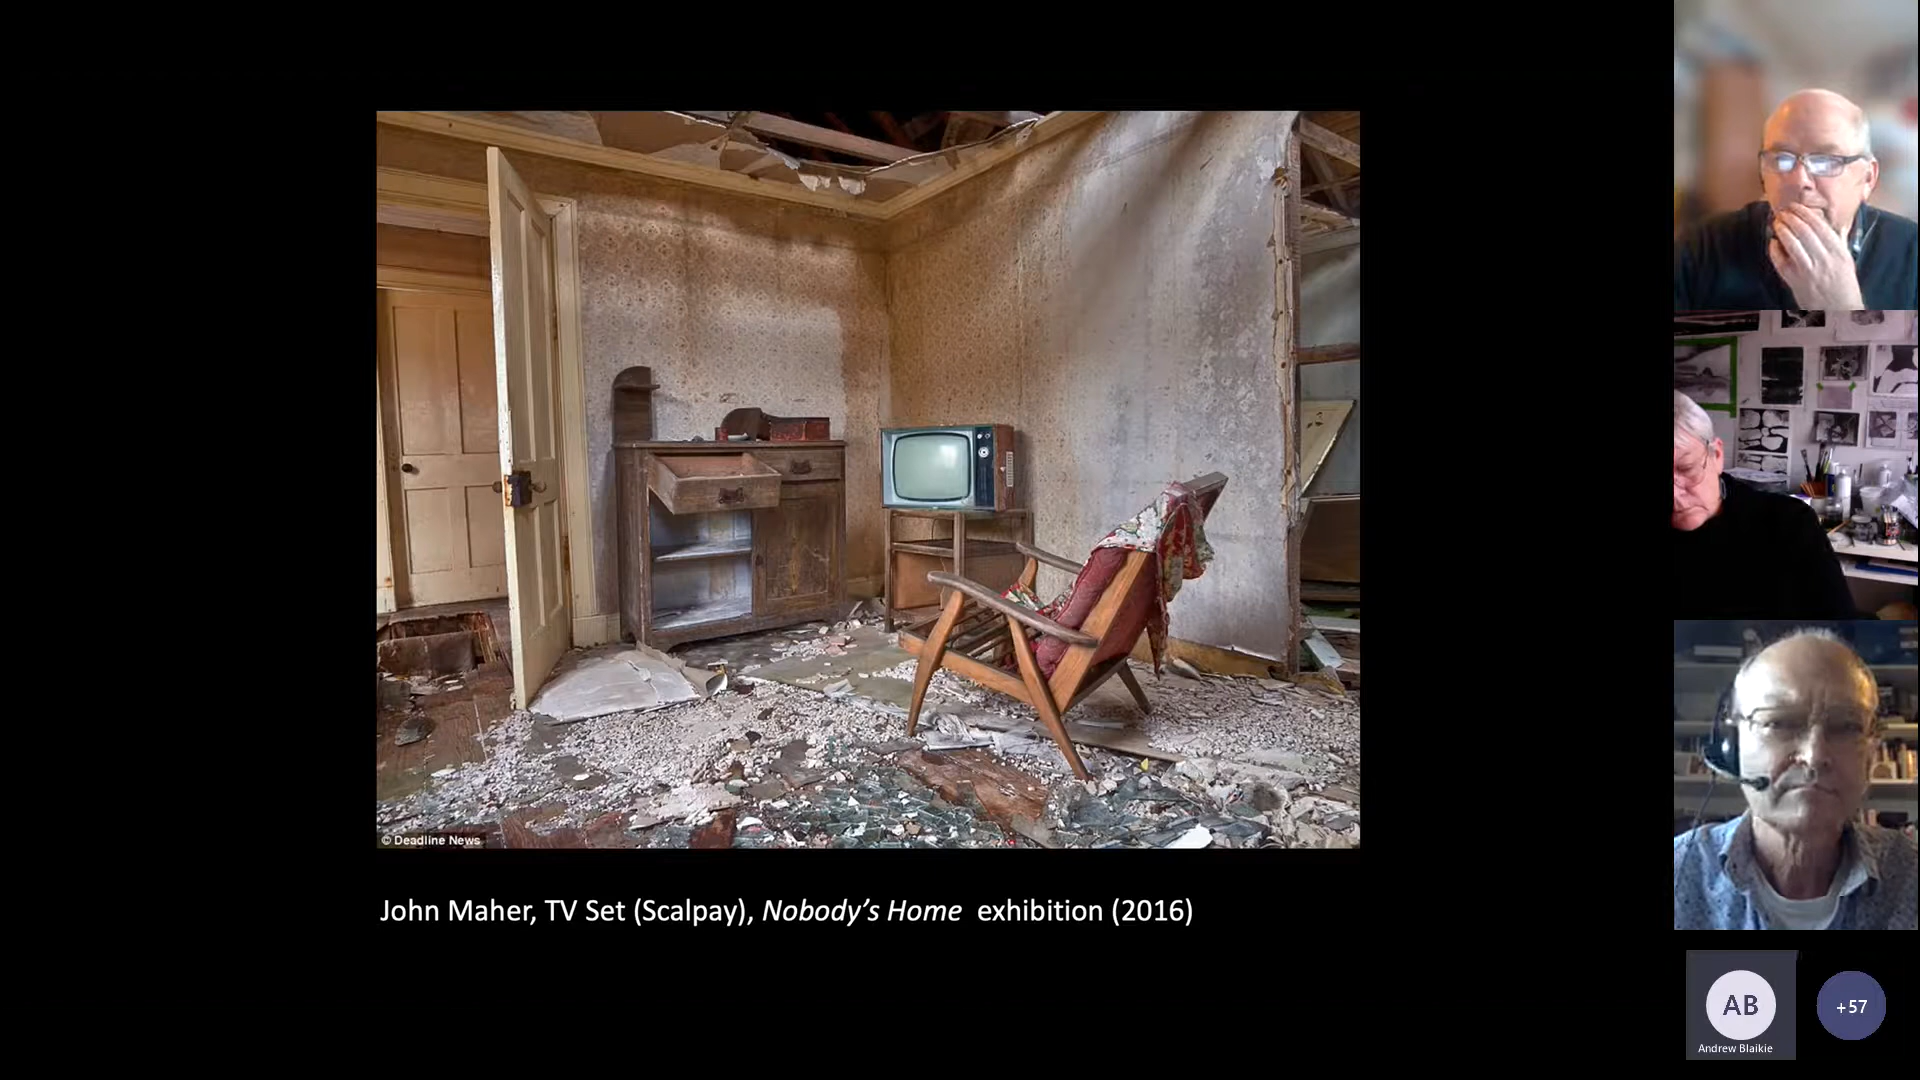 © Deadline News
John Maher, TV Set (Scalpay), Nobody's Home exhibition (2016)
AB
Andrew Blaikie
+57